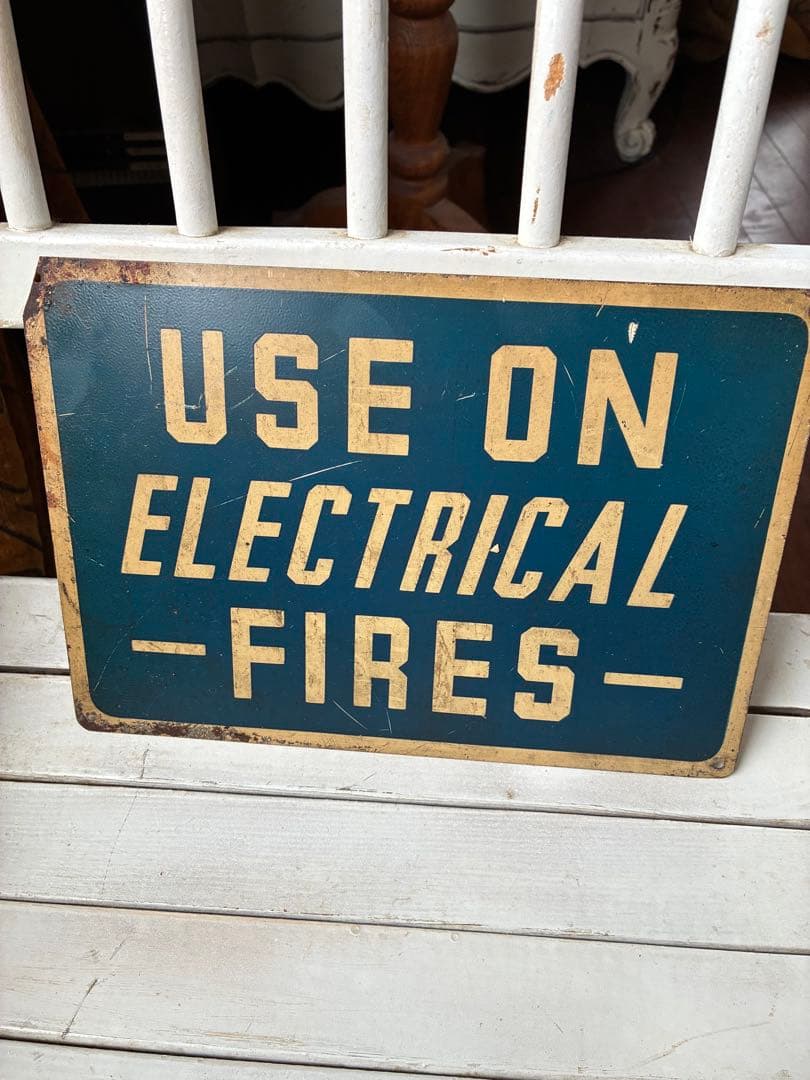 USE ON
ELECTRICAL
— FIRES —